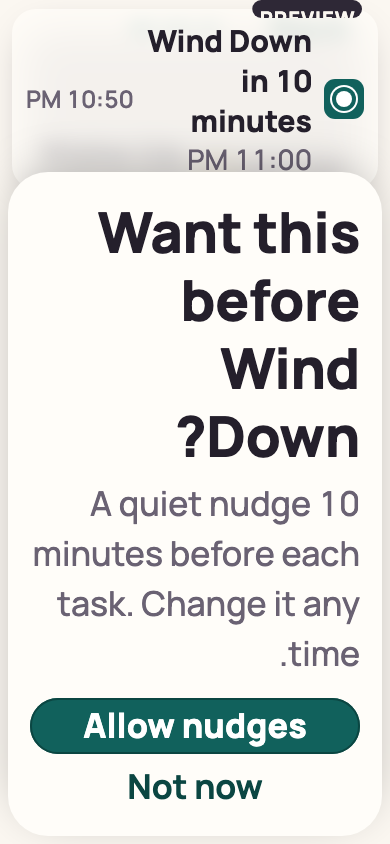 PREVIEW
Wind Down
in 10
minutes
PM 10:50
PM 11:00
Want this
before
Wind
?Down
A quiet nudge 10
minutes before each
task. Change it any
.time
Allow nudges
Not now